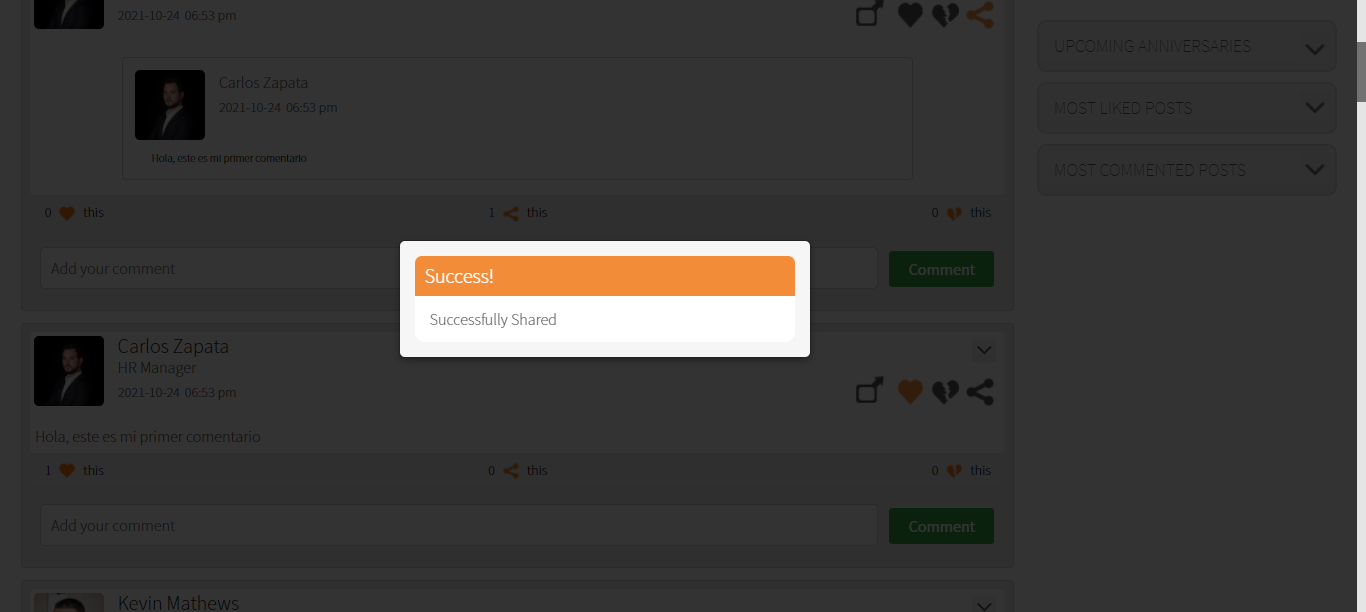 2021-10-24 06:53 pm
UPCOMING ANNIVERSARIES
Carlos Zapata
2021-10-24 06:53 pm
MOST LIKED POSTS
Hola, este es mi primer comentario
MOST COMMENTED POSTS
0 this
1 this
0 this
Add your comment
Comment
Success!
Successfully Shared
Carlos Zapata
HR Manager
2021-10-24 06:53 pm
Hola, este es mi primer comentario
1 this
0 this
0 this
Add your comment
Comment
Kevin Mathews